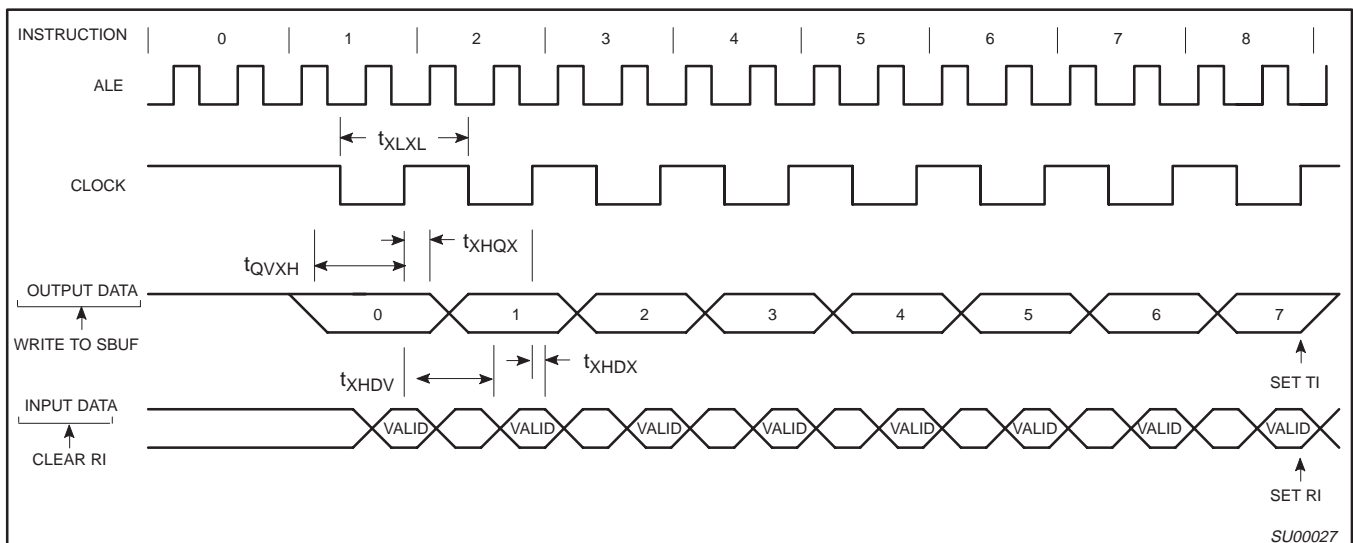 INSTRUCTION 0 1 2 3 4 5 6 7 8
ALE
tXLXL
CLOCK
tXHQX
tQVXH
OUTPUT DATA
0 1 2 3 4 5 6 7
WRITE TO SBUF
tXHDX
tXHDV
SET TI
INPUT DATA
VALID VALID VALID VALID VALID VALID VALID VALID
CLEAR RI
SET RI
SU00027